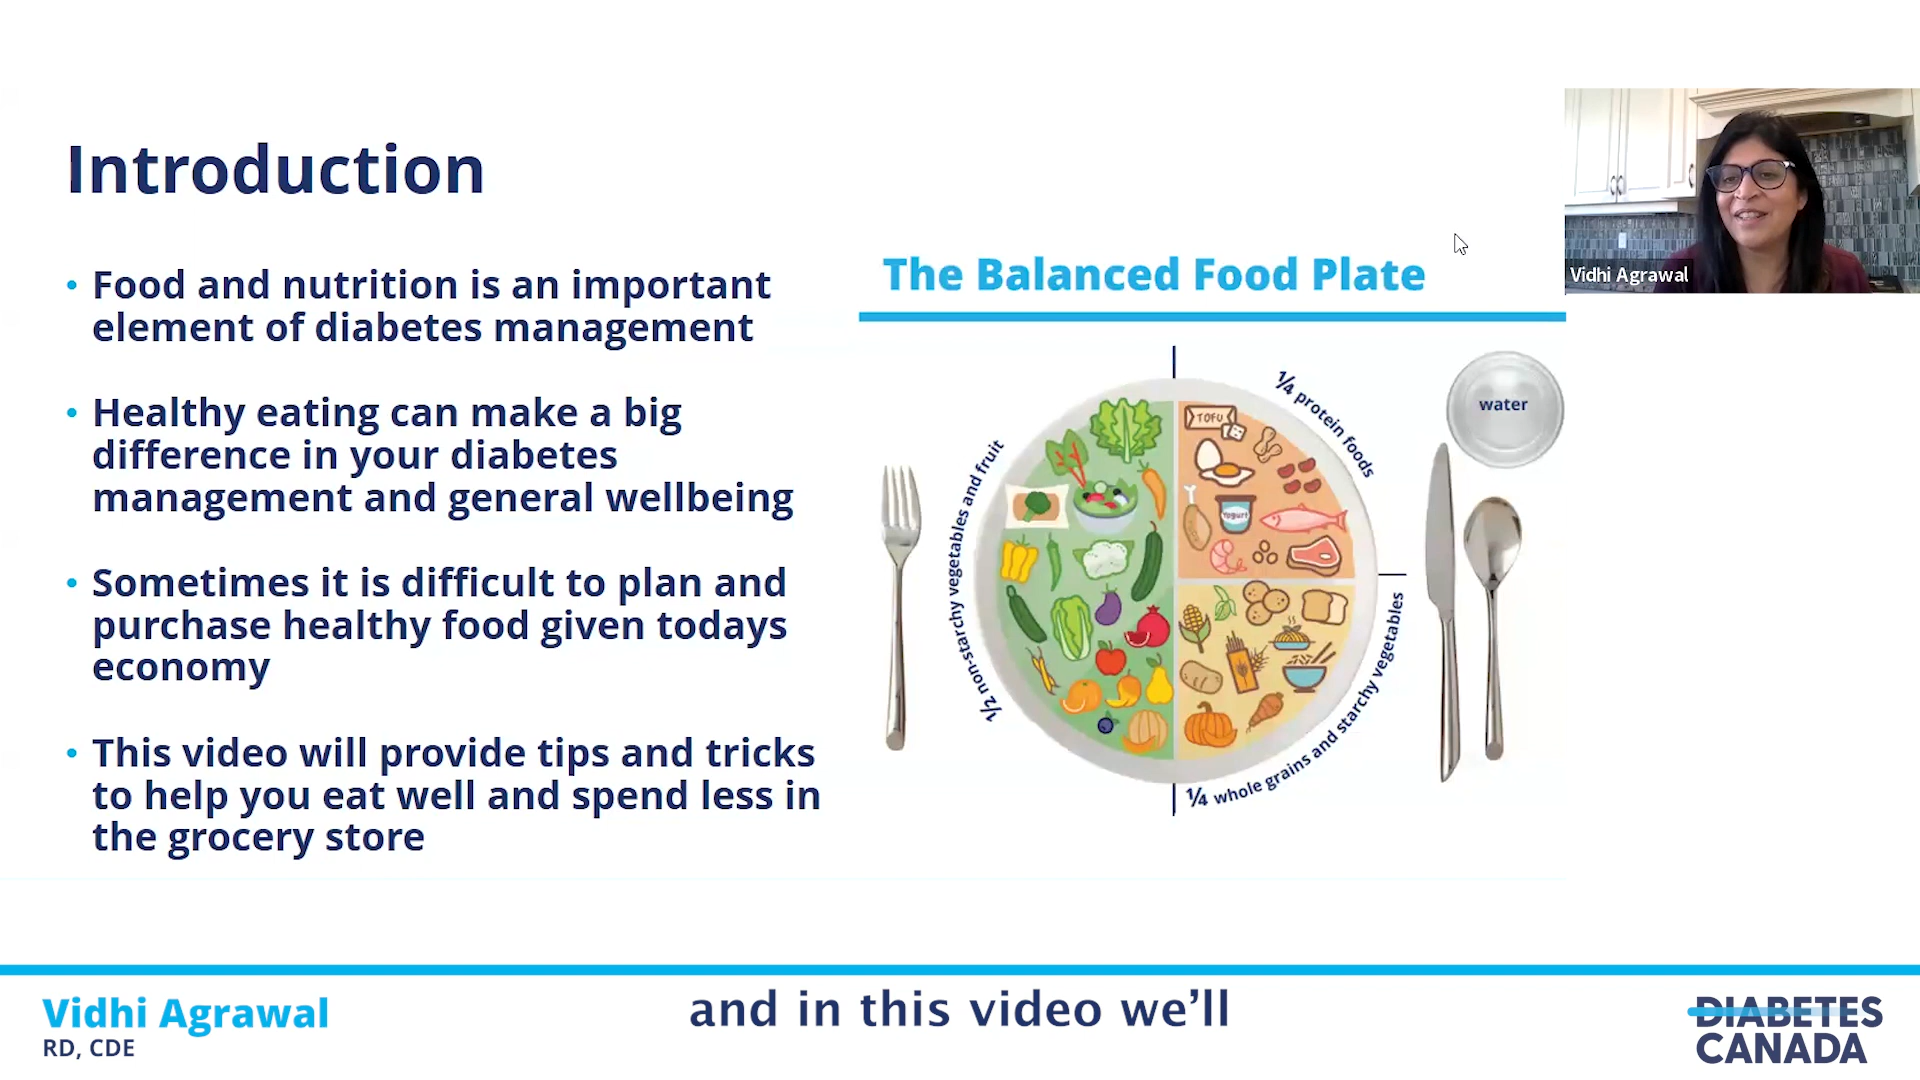 Introduction
• Food and nutrition is an important
element of diabetes management
• Healthy eating can make a big
difference in your diabetes
management and general wellbeing
• Sometimes it is difficult to plan and
purchase healthy food given todays
economy
• This video will provide tips and tricks
to help you eat well and spend less in
the grocery store
The Balanced Food Plate
½ non-starchy vegetables and fruit
¼ protein foods
¼ whole grains and starchy vegetables
TOFU
Yogurt
water
Vidhi Agrawal
Vidhi Agrawal
RD, CDE
and in this video we’ll
DIABETES
CANADA